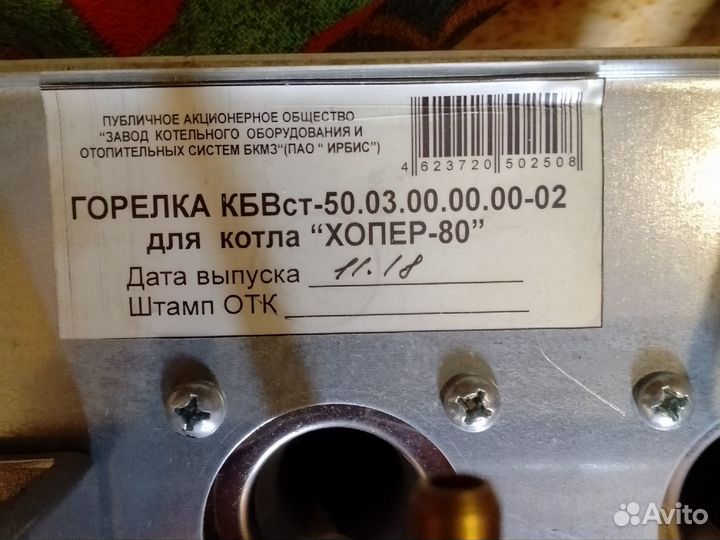 ПУБЛИЧНОЕ АКЦИОНЕРНОЕ ОБЩЕСТВО
“ЗАВОД КОТЕЛЬНОГО ОБОРУДОВАНИЯ И
ОТОПИТЕЛЬНЫХ СИСТЕМ БКМЗ“(ПАО “ ИРБИС”)
4 623720 502508
ГОРЕЛКА КБВст-50.03.00.00.00-02
для котла “ХОПЕР-80”
Дата выпуска 11.18
Штамп ОТК
Avito